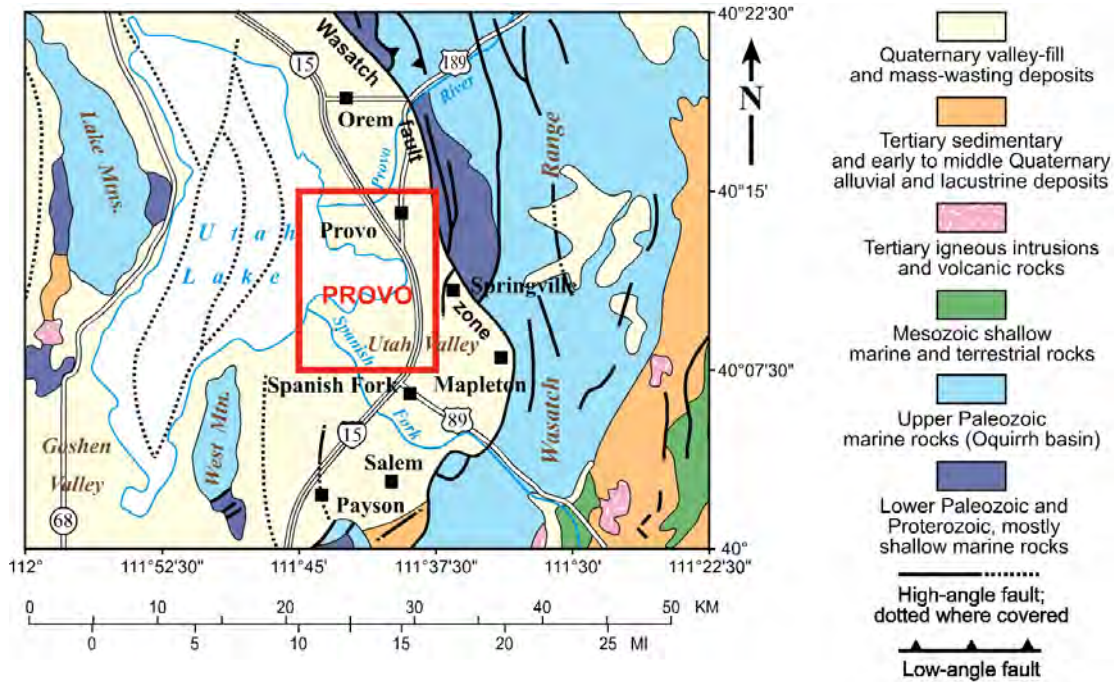 40°22'30"
40°15'
40°07'30"
40°
112°
111°52'30"
111°45
111°37'30"
111°30'
111°22'30"
15
Wasatch
189
River
fault
Orem
Provo
Range
N
Lake Mtns.
Utah
Lake
Provo
PROVO
Springville
zone
Spanish
Utah Valley
Mapleton
Spanish Fork
Fork
89
Wasatch
15
West Mtn.
Goshen
Valley
Salem
Payson
68
0 10 20 30 40 50 KM
0 5 10 15 20 25 MI
Quaternary valley-fill
and mass-wasting deposits
Tertiary sedimentary
and early to middle Quaternary
alluvial and lacustrine deposits
Tertiary igneous intrusions
and volcanic rocks
Mesozoic shallow
marine and terrestrial rocks
Upper Paleozoic
marine rocks (Oquirrh basin)
Lower Paleozoic and
Proterozoic, mostly
shallow marine rocks
High-angle fault;
dotted where covered
Low-angle fault